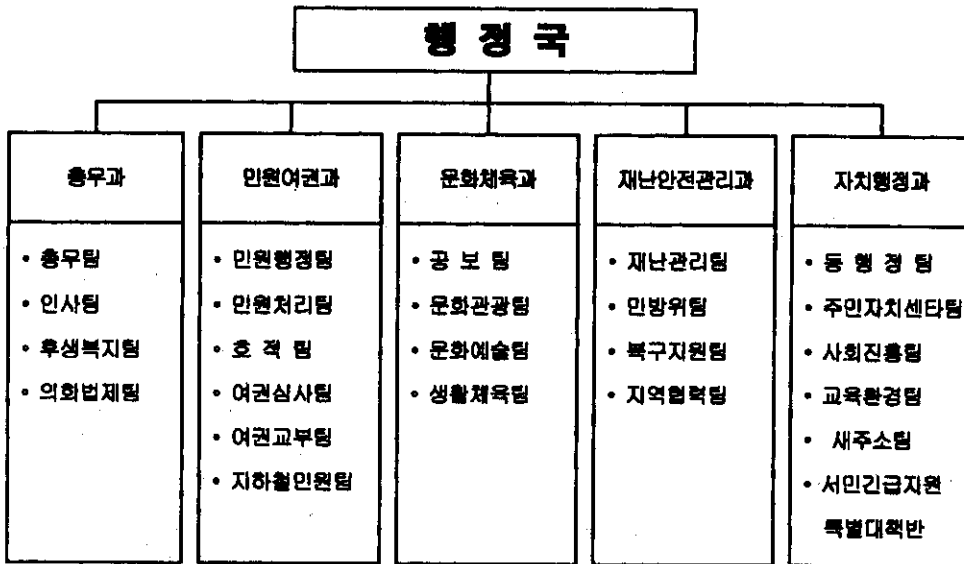 행 정 국
총무과
• 총무팀
• 인사팀
• 후생복지팀
• 의회법제팀
민원여권과
• 민원행정팀
• 민원처리팀
• 호 적 팀
• 여권심사팀
• 여권교부팀
• 지하철민원팀
문화체육과
• 공 보 팀
• 문화관광팀
• 문화예술팀
• 생활체육팀
재난안전관리과
• 재난관리팀
• 민방위팀
• 복구지원팀
• 지역협력팀
자치행정과
• 동 행 정 팀
• 주민자치센타팀
• 사회진흥팀
• 교육환경팀
• 새주소팀
• 서민긴급지원
특별대책반